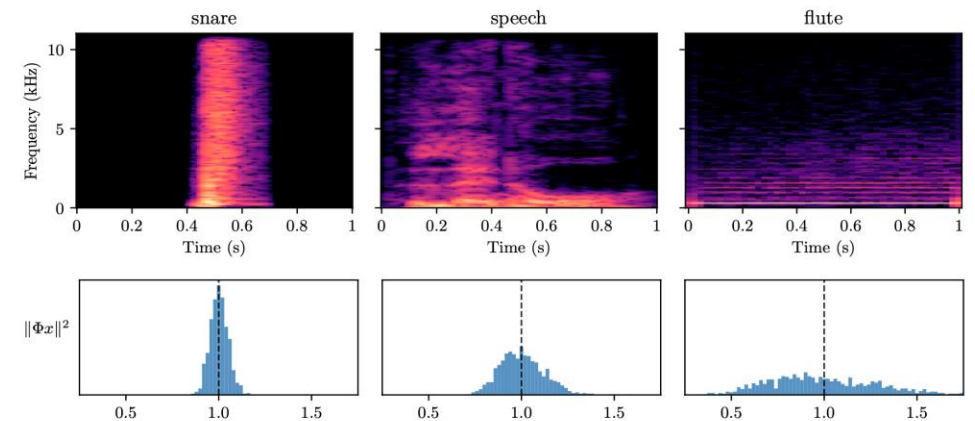 snare speech flute
Frequency (kHz)
10
5
0
0 0.2 0.4 0.6 0.8 1 0 0.2 0.4 0.6 0.8 1 0 0.2 0.4 0.6 0.8 1
Time (s) Time (s) Time (s)
‖Φx‖²
0.5 1.0 1.5 0.5 1.0 1.5 0.5 1.0 1.5